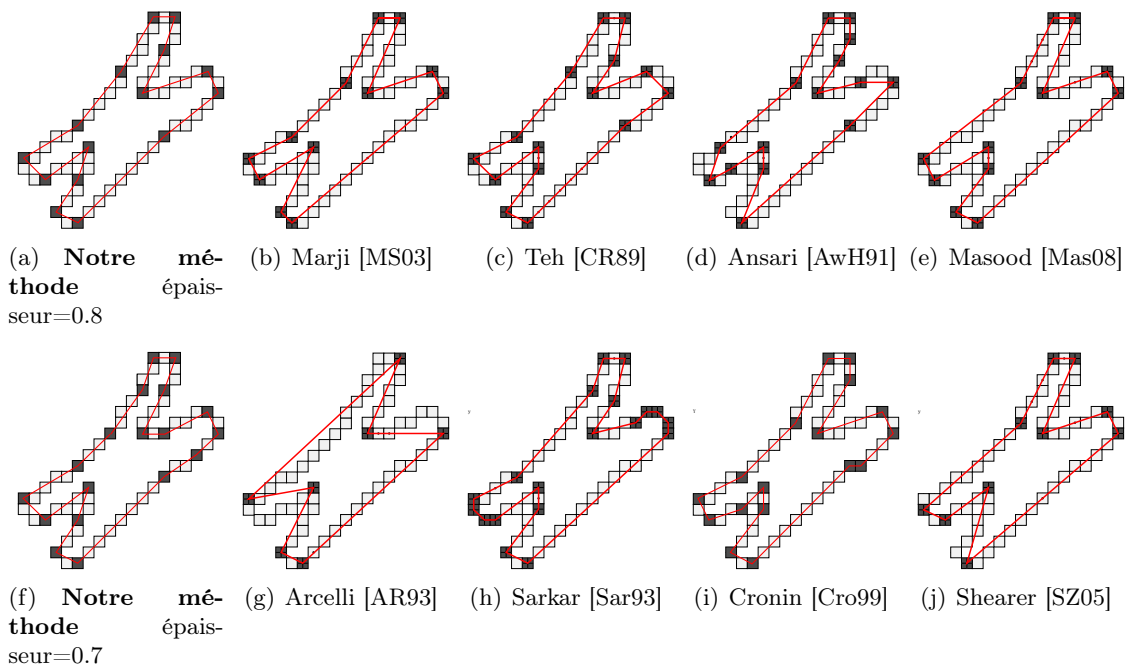 (a) Notre mé-
thode épais-
seur=0.8
(b) Marji [MS03]
(c) Teh [CR89]
(d) Ansari [AwH91]
(e) Masood [Mas08]
(f) Notre mé-
thode épais-
seur=0.7
(g) Arcelli [AR93]
(h) Sarkar [Sar93]
(i) Cronin [Cro99]
(j) Shearer [SZ05]